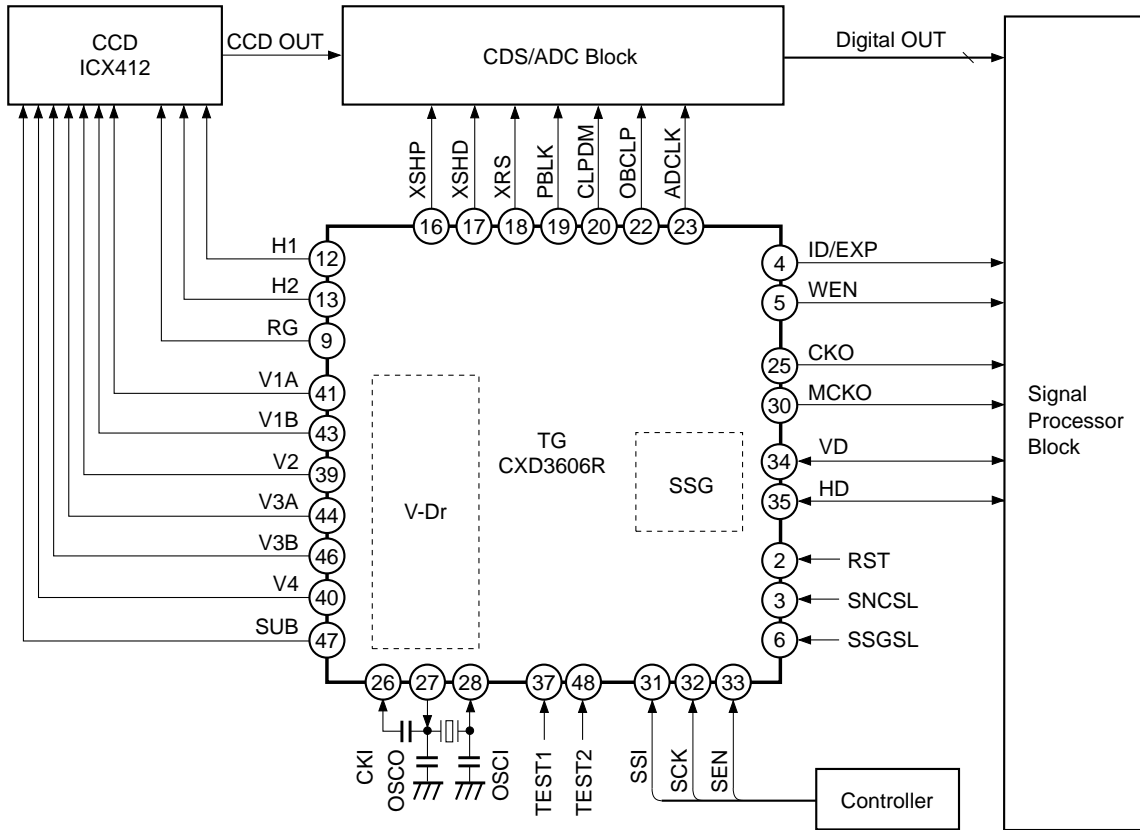 CCD
ICX412
CCD OUT
CDS/ADC Block
Digital OUT
XSHP
XSHD
XRS
PBLK
CLPDM
OBCLP
ADCLK
16
17
18
19
20
22
23
H1
12
H2
13
RG
9
V1A
41
V1B
43
V2
39
V3A
44
V3B
46
V4
40
SUB
47
V-Dr
TG
CXD3606R
SSG
4
ID/EXP
5
WEN
25
CKO
30
MCKO
34
VD
35
HD
2
RST
3
SNCSL
6
SSGSL
Signal
Processor
Block
26
27
28
37
48
31
32
33
CKI
OSCO
OSCI
TEST1
TEST2
SSI
SCK
SEN
Controller